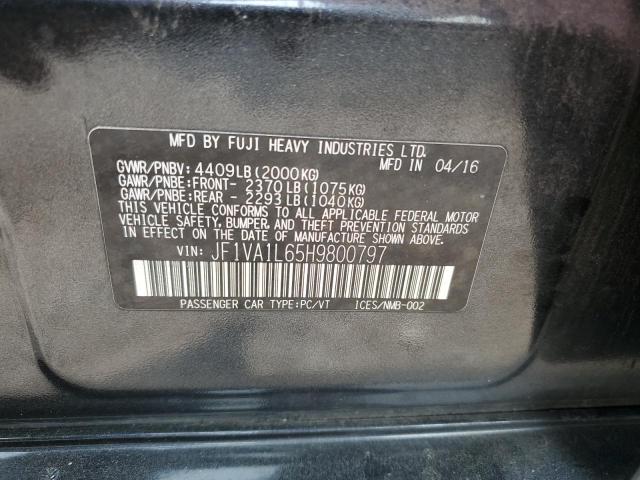 MFD BY FUJI HEAVY INDUSTRIES LTD.
MFD IN 04/16
GVWR/PNBV: 4409LB(2000KG)
GAWR/PNBE:FRONT- 2370LB(1075KG)
GAWR/PNBE:REAR - 2293LB(1040KG)
THIS VEHICLE CONFORMS TO ALL APPLICABLE FEDERAL MOTOR
VEHICLE SAFETY, BUMPER, AND THEFT PREVENTION STANDARDS
IN EFFECT ON THE DATE OF MANUFACTURE SHOWN ABOVE.
VIN: JF1VA1L65H9800797
PASSENGER CAR TYPE:PC/VT ICES/NMB-002